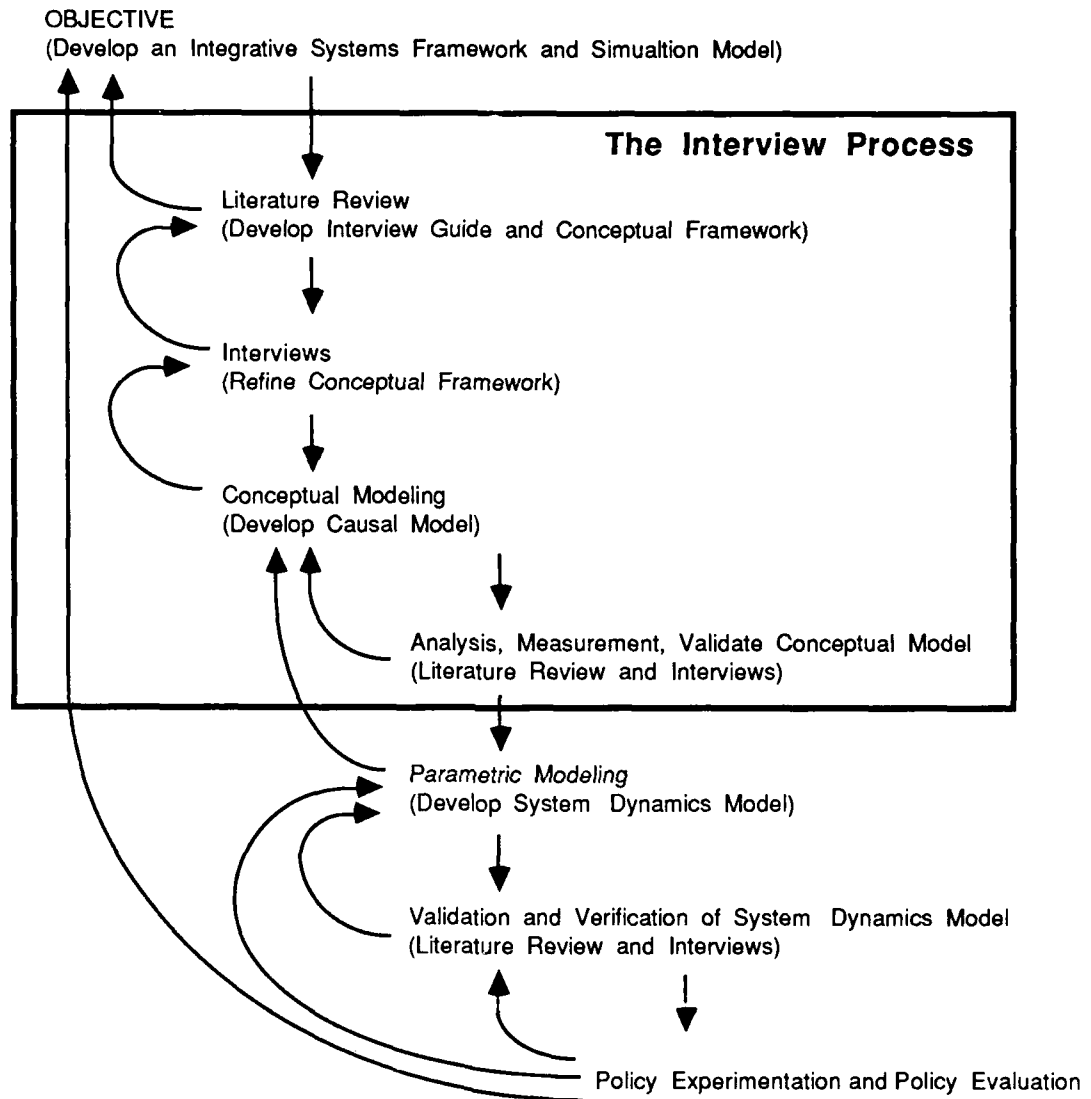 OBJECTIVE
(Develop an Integrative Systems Framework and Simualtion Model)
The Interview Process
Literature Review
(Develop Interview Guide and Conceptual Framework)
Interviews
(Refine Conceptual Framework)
Conceptual Modeling
(Develop Causal Model)
Analysis, Measurement, Validate Conceptual Model
(Literature Review and Interviews)
Parametric Modeling
(Develop System Dynamics Model)
Validation and Verification of System Dynamics Model
(Literature Review and Interviews)
Policy Experimentation and Policy Evaluation